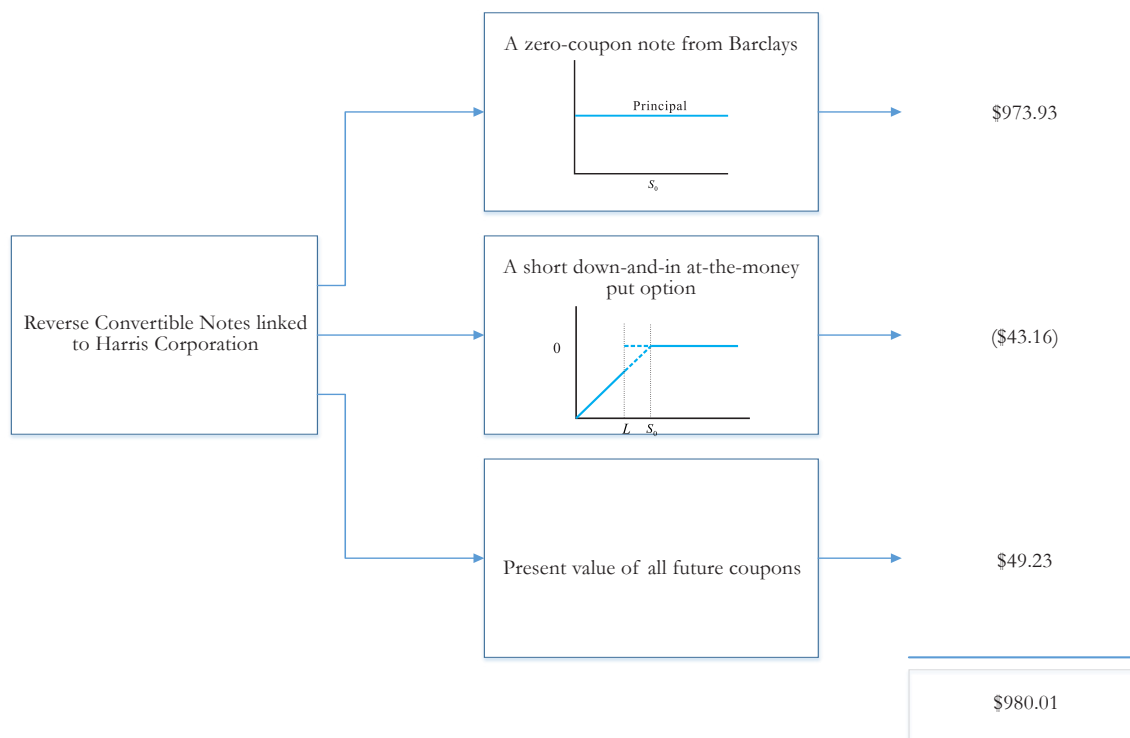 A zero-coupon note from Barclays
Principal
S₀
$973.93
Reverse Convertible Notes linked
to Harris Corporation
A short down-and-in at-the-money
put option
0
L S₀
($43.16)
Present value of all future coupons
$49.23
$980.01